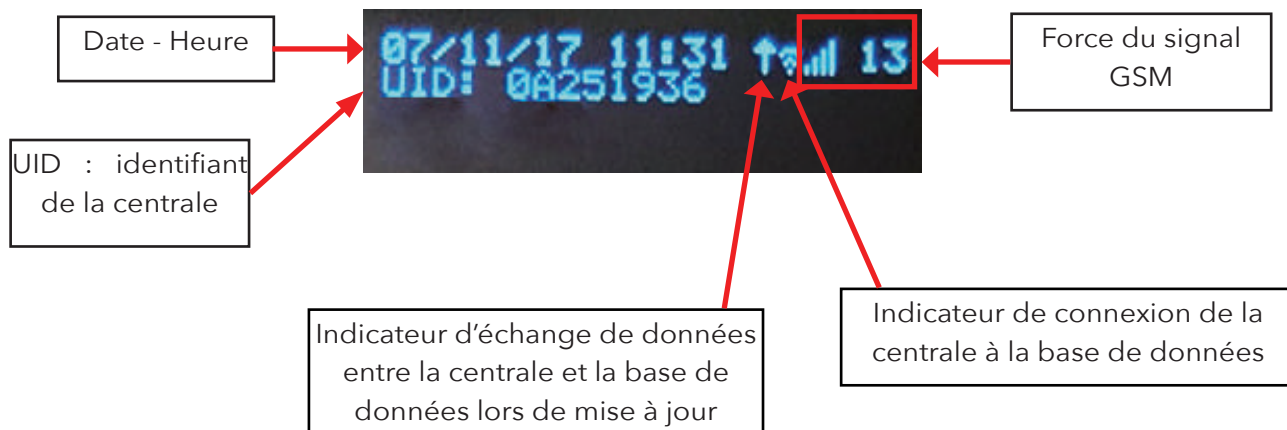 Date - Heure
07/11/17 11:31 13
UID: 0A251936
Force du signal
GSM
UID : identifiant
de la centrale
Indicateur d'échange de données
entre la centrale et la base de
données lors de mise à jour
Indicateur de connexion de la
centrale à la base de données